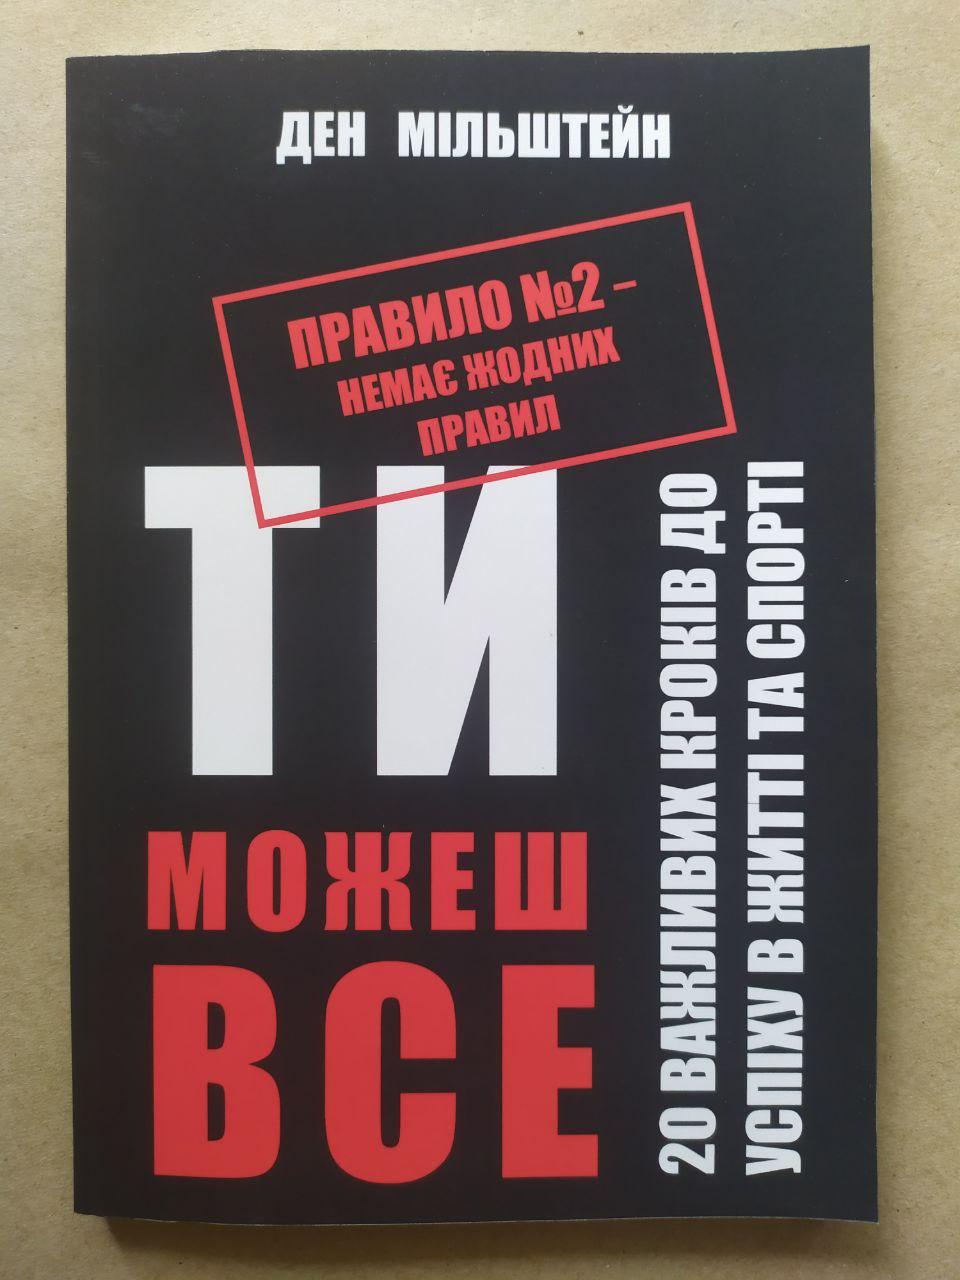 ДЕН МІЛЬШТЕЙН
ПРАВИЛО №2 –
НЕМАЄ ЖОДНИХ
ПРАВИЛ
ТИ
МОЖЕШ
ВСЕ
20 ВАЖЛИВИХ КРОКІВ ДО
УСПІХУ В ЖИТТІ ТА СПОРТІ